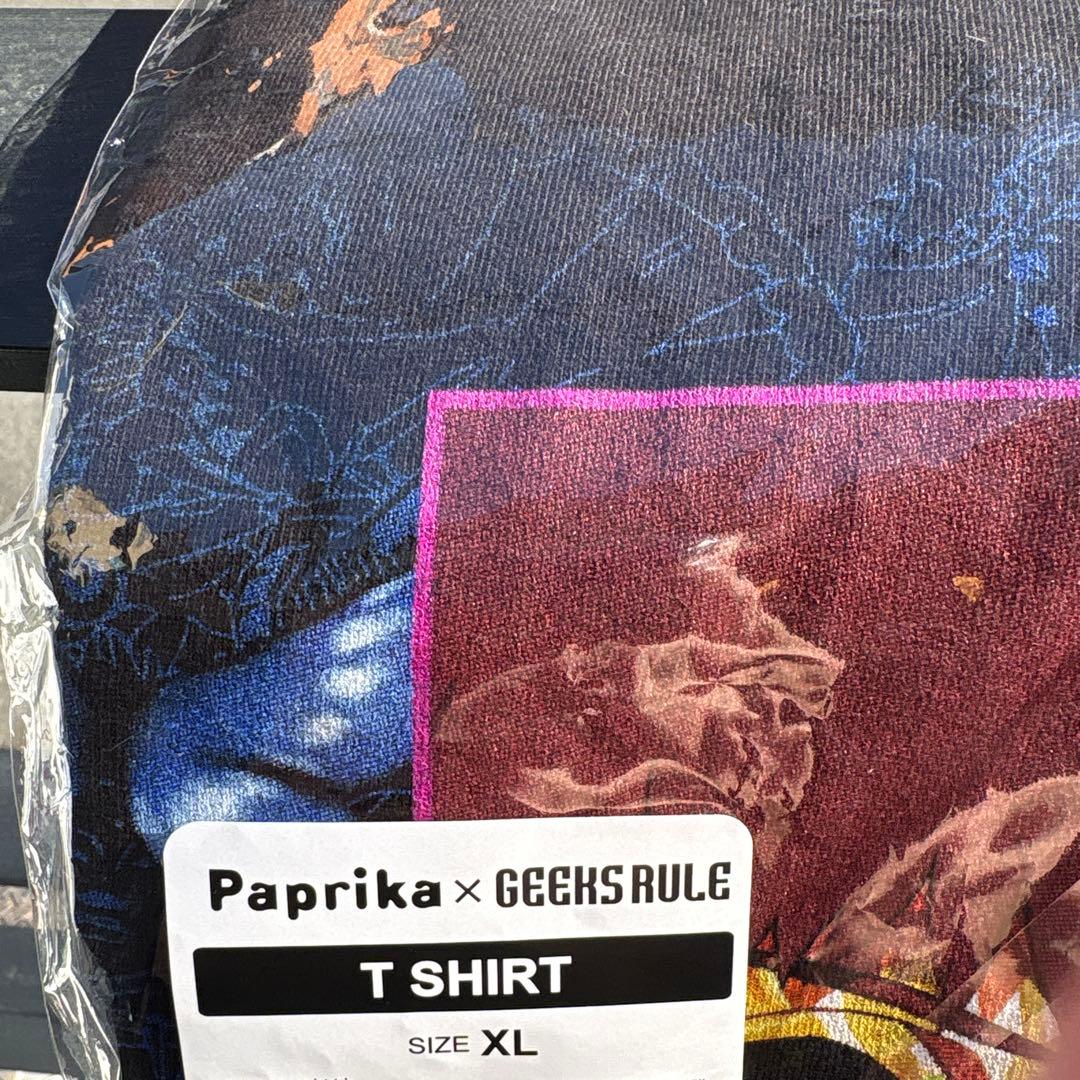 Paprika × GEEKS RULE
T SHIRT
SIZE XL